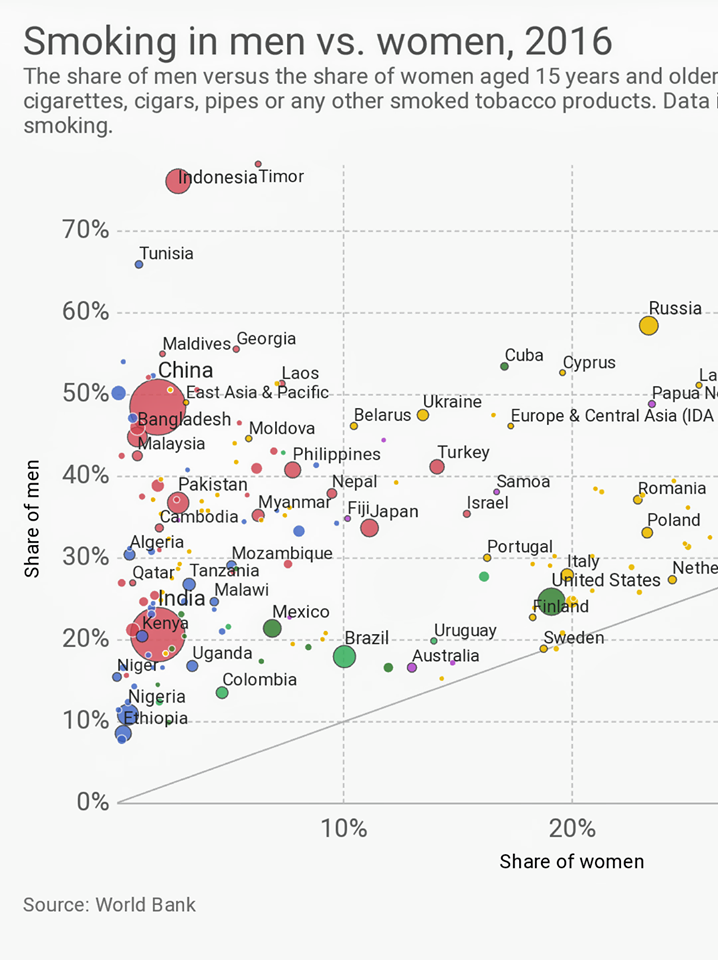 Smoking in men vs. women, 2016
The share of men versus the share of women aged 15 years and older
cigarettes, cigars, pipes or any other smoked tobacco products. Data i
smoking.
Indonesia
Timor
70%
Tunisia
60%
Russia
Maldives
Georgia
Cuba
Cyprus
China
Laos
La
50%
East Asia & Pacific
Papua N
Ukraine
Bangladesh
Belarus
Europe & Central Asia (IDA
Moldova
Malaysia
Philippines
Turkey
40%
Pakistan
Nepal
Samoa
Romania
Myanmar
Israel
Cambodia
Fiji
Japan
Poland
Share of men
Algeria
Portugal
30%
Mozambique
Italy
Qatar
Tanzania
Nethe
United States
India
Malawi
Finland
Kenya
Mexico
20%
Brazil
Uruguay
Sweden
Niger
Uganda
Australia
Colombia
Nigeria
10%
Ethiopia
0%
10%
20%
Share of women
Source: World Bank